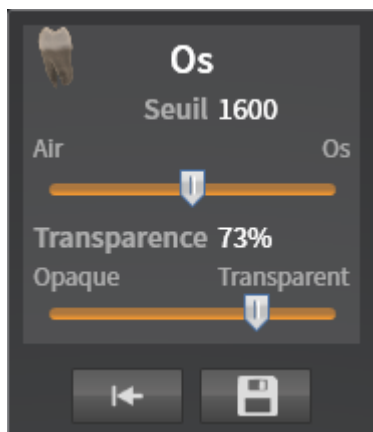 Os
Seuil 1600
Air Os
Transparence 73%
Opaque Transparent